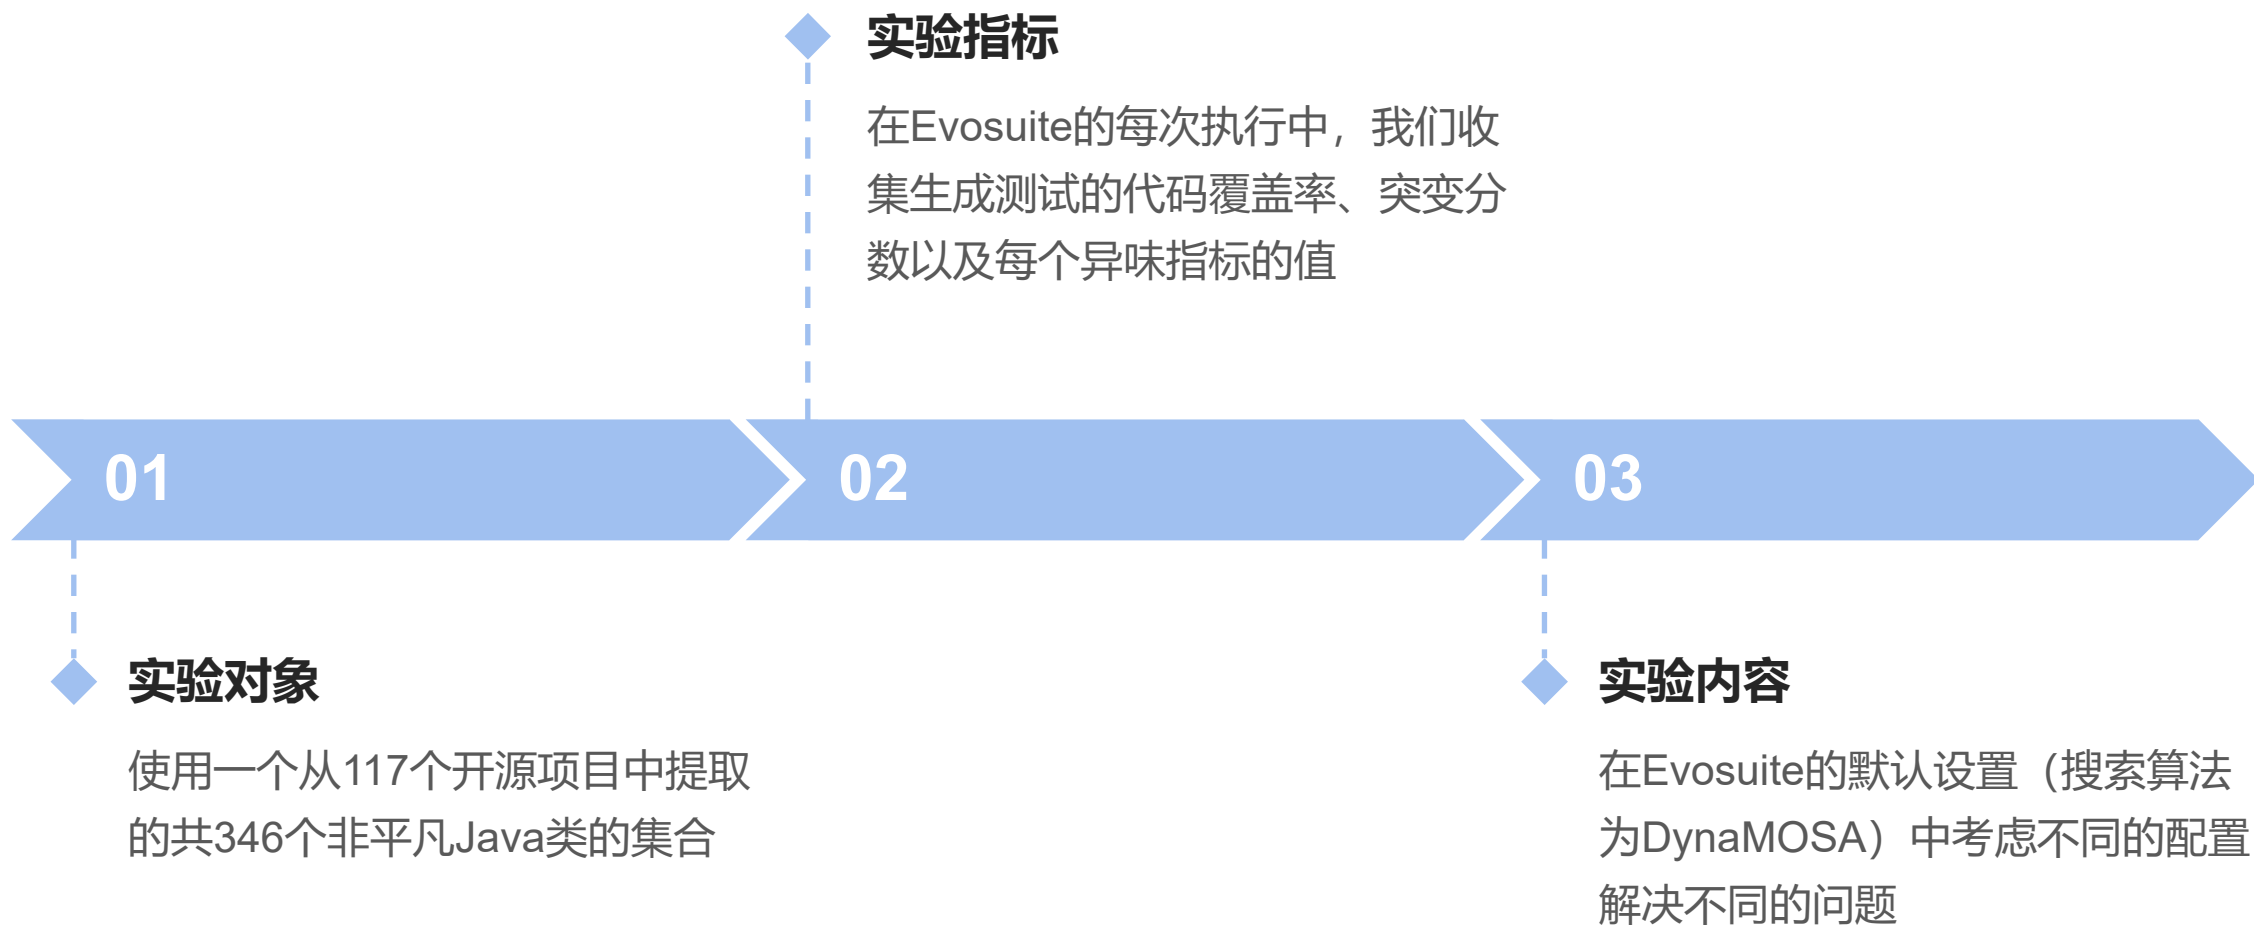 实验指标
在Evosuite的每次执行中，我们收
集生成测试的代码覆盖率、突变分
数以及每个异味指标的值
01
02
03
实验对象
使用一个从117个开源项目中提取
的共346个非平凡Java类的集合
实验内容
在Evosuite的默认设置（搜索算法
为DynaMOSA）中考虑不同的配置
解决不同的问题